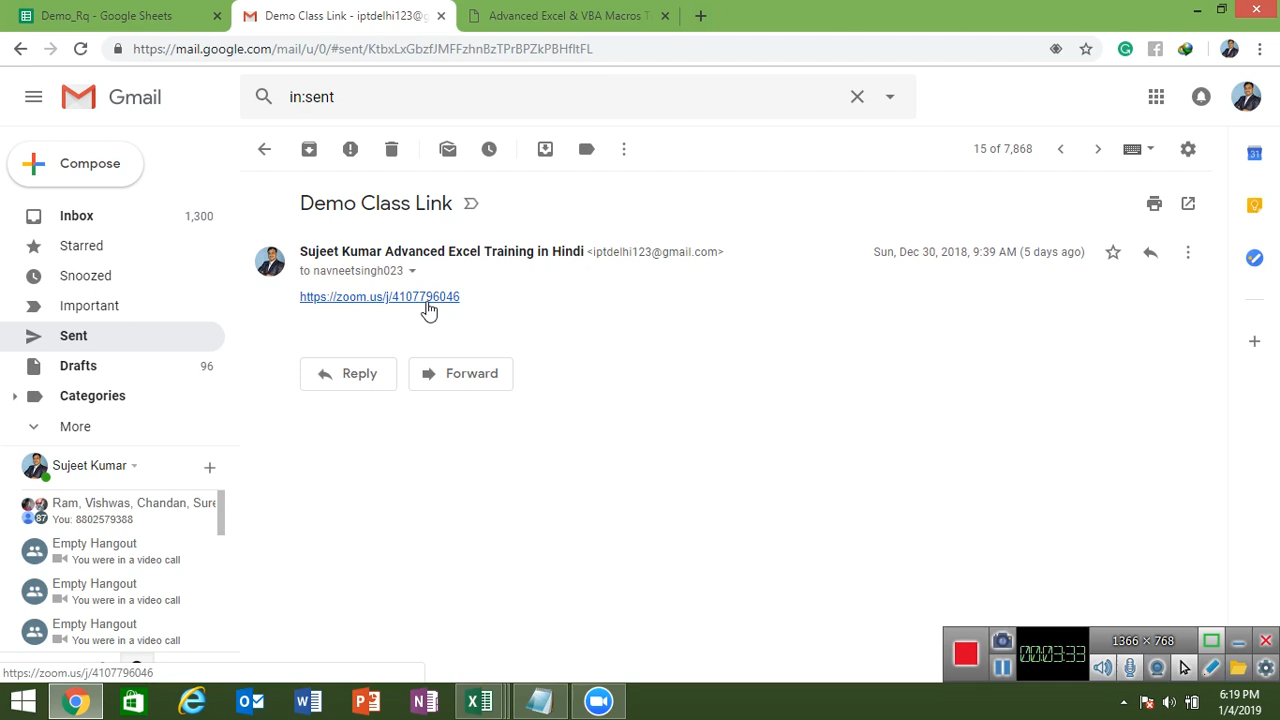 Demo_Rq - Google Sheets
Demo Class Link - iptdelhi123@g
Advanced Excel & VBA Macros T
https://mail.google.com/mail/u/0/#sent/KtbxLxGbzfJMFFzhnBzTPrBPZkPBHfltFL
Gmail
in:sent
Compose
15 of 7,868
Inbox 1,300
Starred
Snoozed
Important
Sent
Drafts 96
Categories
More
Demo Class Link
Sujeet Kumar Advanced Excel Training in Hindi <iptdelhi123@gmail.com>
Sun, Dec 30, 2018, 9:39 AM (5 days ago)
to navneetsingh023
https://zoom.us/j/4107796046
Reply
Forward
Sujeet Kumar
Ram, Vishwas, Chandan, Sure
You: 8802579388
Empty Hangout
You were in a video call
Empty Hangout
You were in a video call
Empty Hangout
You were in a video call
31
87
1366 × 768
00:03:33
https://zoom.us/j/4107796046
6:19 PM
1/4/2019